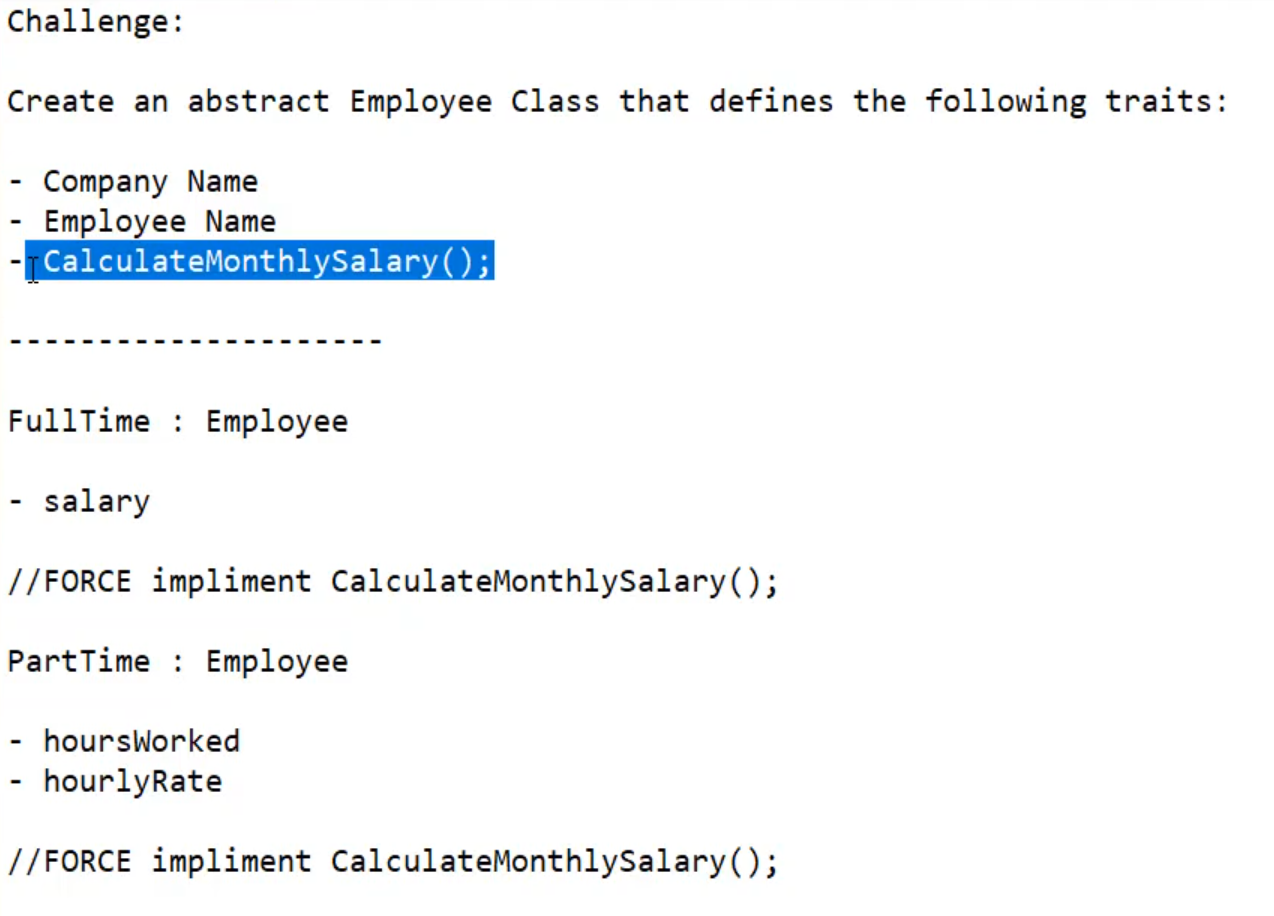 Challenge:
Create an abstract Employee Class that defines the following traits:
- Company Name
- Employee Name
- CalculateMonthlySalary();
---------------------
FullTime : Employee
- salary
//FORCE impliment CalculateMonthlySalary();
PartTime : Employee
- hoursWorked
- hourlyRate
//FORCE impliment CalculateMonthlySalary();